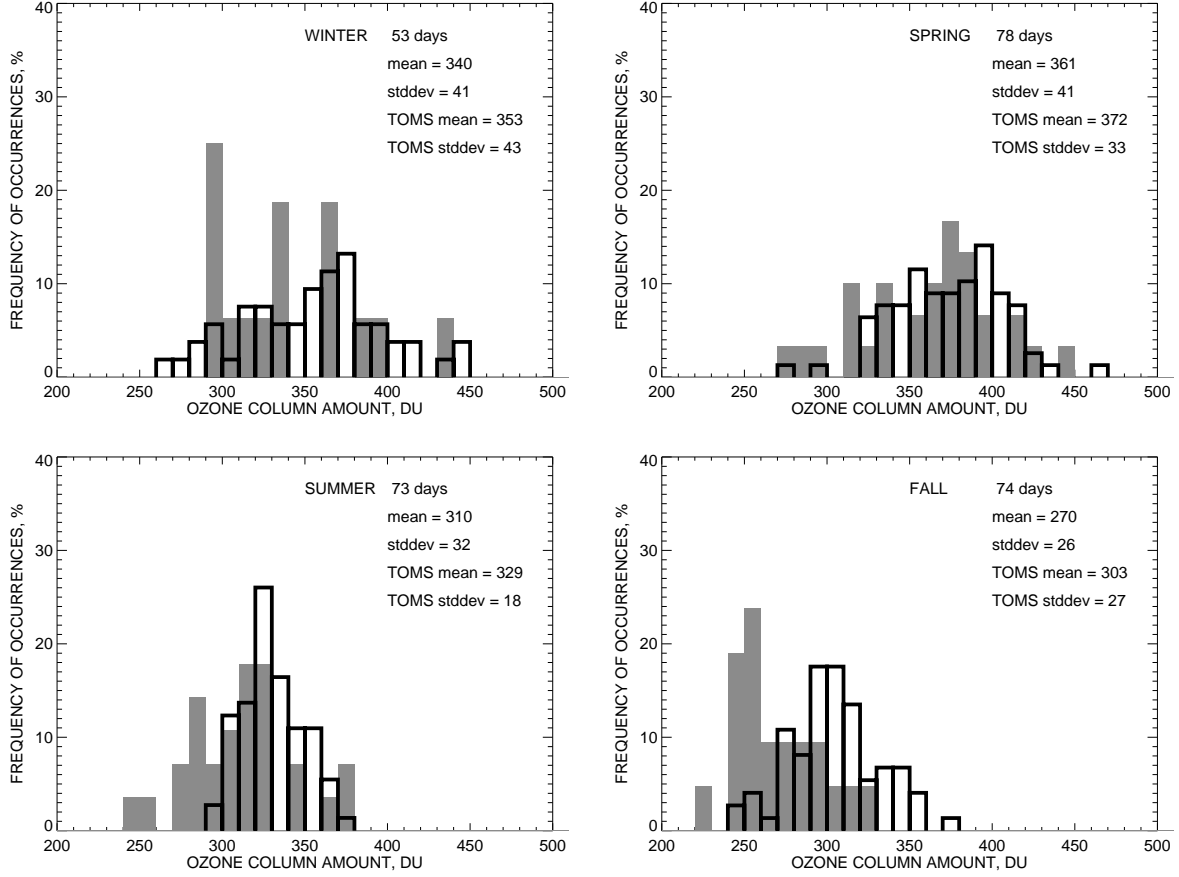 WINTER 53 days
mean = 340
stddev = 41
TOMS mean = 353
TOMS stddev = 43
FREQUENCY OF OCCURRENCES, %
40
30
20
10
0
200 250 300 350 400 450 500
OZONE COLUMN AMOUNT, DU
SPRING 78 days
mean = 361
stddev = 41
TOMS mean = 372
TOMS stddev = 33
FREQUENCY OF OCCURRENCES, %
40
30
20
10
0
200 250 300 350 400 450 500
OZONE COLUMN AMOUNT, DU
SUMMER 73 days
mean = 310
stddev = 32
TOMS mean = 329
TOMS stddev = 18
FREQUENCY OF OCCURRENCES, %
40
30
20
10
0
200 250 300 350 400 450 500
OZONE COLUMN AMOUNT, DU
FALL 74 days
mean = 270
stddev = 26
TOMS mean = 303
TOMS stddev = 27
FREQUENCY OF OCCURRENCES, %
40
30
20
10
0
200 250 300 350 400 450 500
OZONE COLUMN AMOUNT, DU